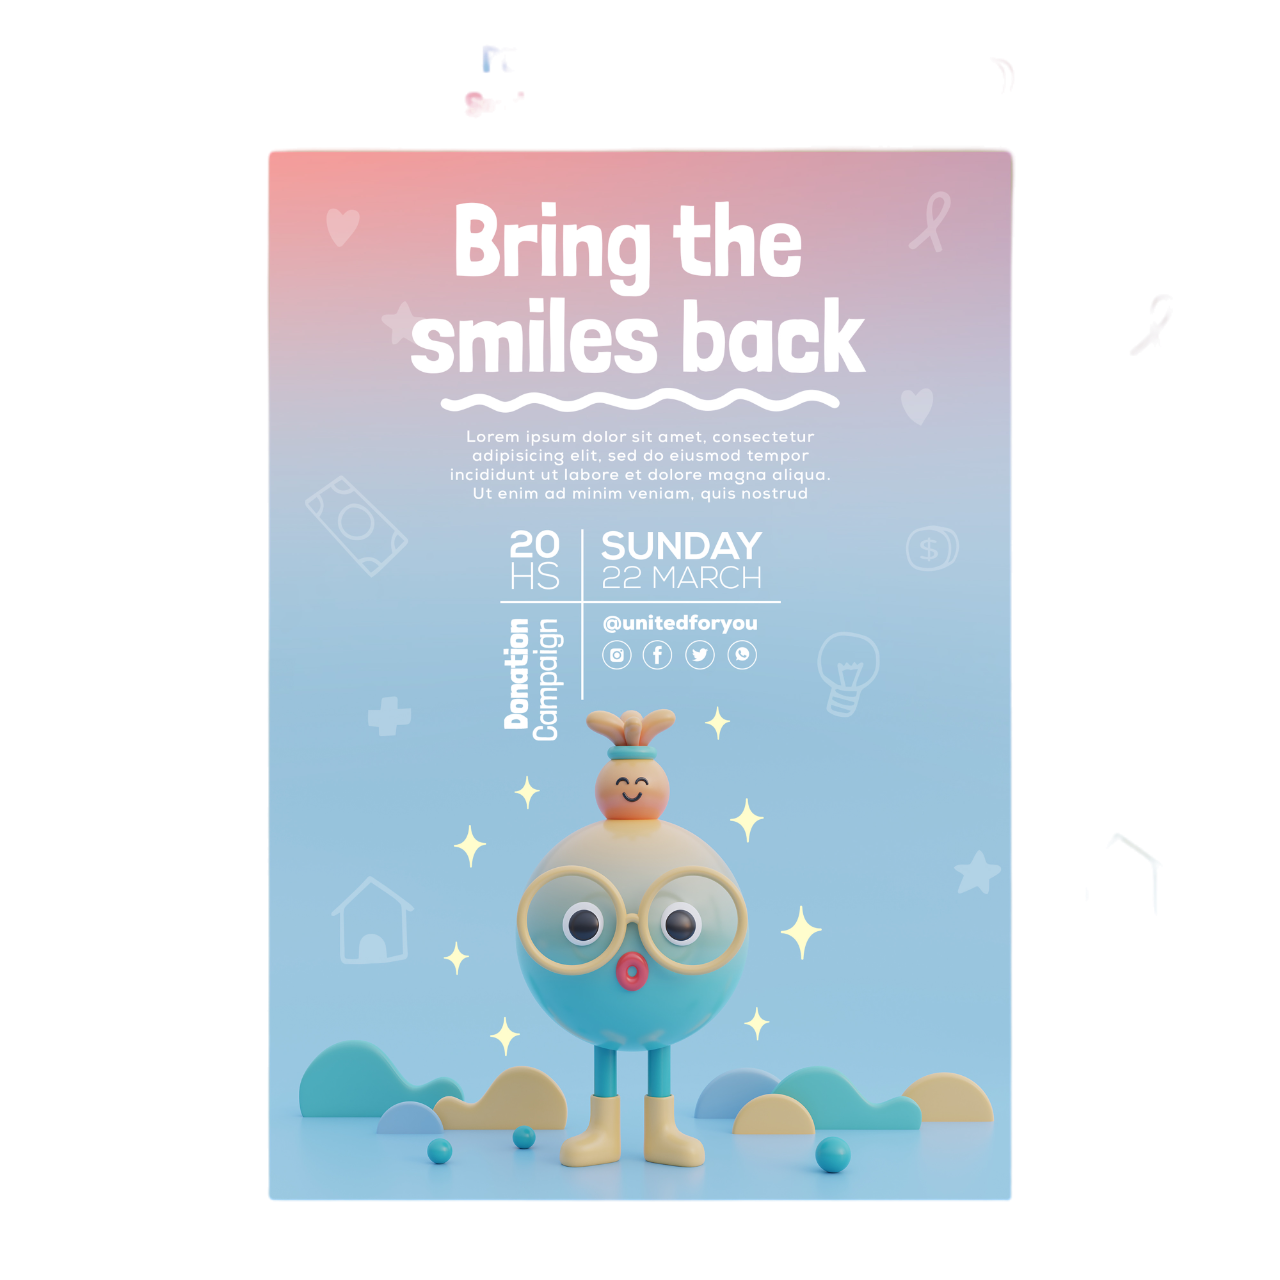 Bring the
smiles back
Lorem ipsum dolor sit amet, consectetur
adipisicing elit, sed do eiusmod tempor
incididunt ut labore et dolore magna aliqua.
Ut enim ad minim veniam, quis nostrud
20
HS
SUNDAY
22 MARCH
@unitedforyou
Donation
Campaign
$